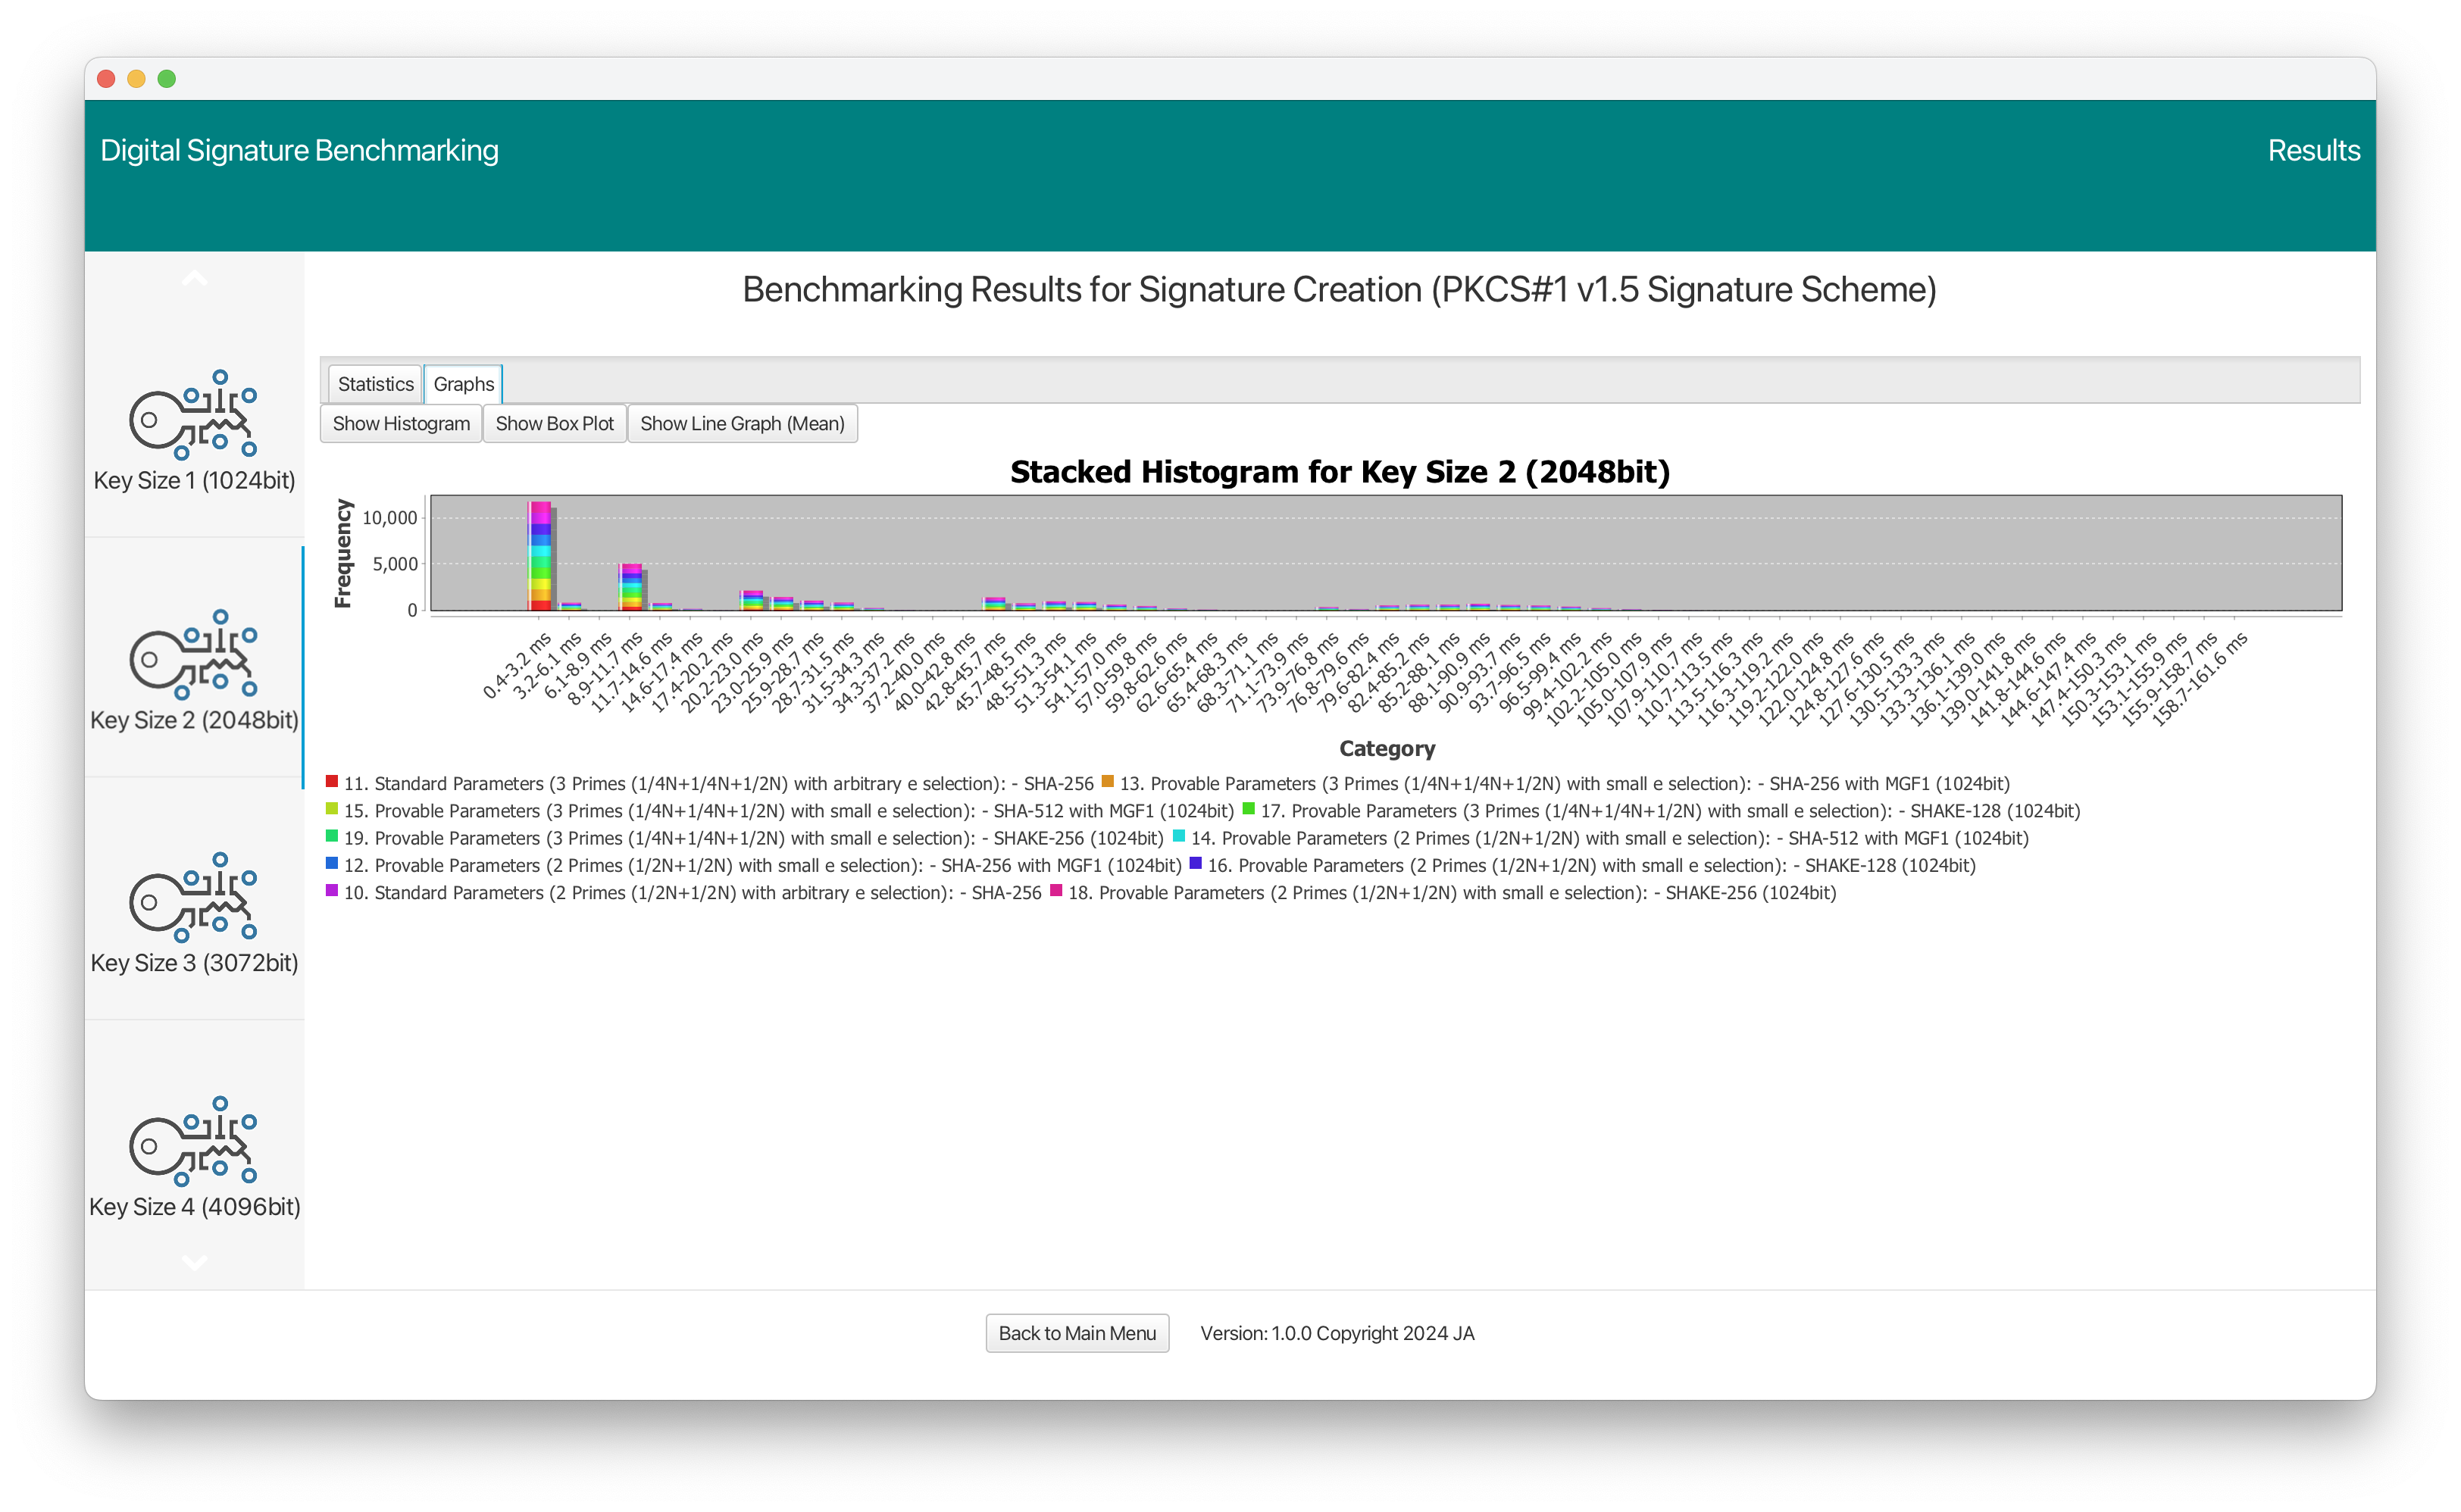 Digital Signature Benchmarking
Results
Benchmarking Results for Signature Creation (PKCS#1 v1.5 Signature Scheme)
Key Size 1 (1024bit)
Key Size 2 (2048bit)
Key Size 3 (3072bit)
Key Size 4 (4096bit)
Statistics
Graphs
Show Histogram
Show Box Plot
Show Line Graph (Mean)
Stacked Histogram for Key Size 2 (2048bit)
Frequency
10,000
5,000
0
0.4-3.2 ms
3.2-6.1 ms
6.1-8.9 ms
8.9-11.7 ms
11.7-14.6 ms
14.6-17.4 ms
17.4-20.2 ms
20.2-23.0 ms
23.0-25.9 ms
25.9-28.7 ms
28.7-31.5 ms
31.5-34.3 ms
34.3-37.2 ms
37.2-40.0 ms
40.0-42.8 ms
42.8-45.7 ms
45.7-48.5 ms
48.5-51.3 ms
51.3-54.1 ms
54.1-57.0 ms
57.0-59.8 ms
59.8-62.6 ms
62.6-65.4 ms
65.4-68.3 ms
68.3-71.1 ms
71.1-73.9 ms
73.9-76.8 ms
76.8-79.6 ms
79.6-82.4 ms
82.4-85.2 ms
85.2-88.1 ms
88.1-90.9 ms
90.9-93.7 ms
93.7-96.5 ms
96.5-99.4 ms
99.4-102.2 ms
102.2-105.0 ms
105.0-107.9 ms
107.9-110.7 ms
110.7-113.5 ms
113.5-116.3 ms
116.3-119.2 ms
119.2-122.0 ms
122.0-124.8 ms
124.8-127.6 ms
127.6-130.5 ms
130.5-133.3 ms
133.3-136.1 ms
136.1-139.0 ms
139.0-141.8 ms
141.8-144.6 ms
144.6-147.4 ms
147.4-150.3 ms
150.3-153.1 ms
153.1-155.9 ms
155.9-158.7 ms
158.7-161.6 ms
Category
11. Standard Parameters (3 Primes (1/4N+1/4N+1/2N) with arbitrary e selection): - SHA-256 13. Provable Parameters (3 Primes (1/4N+1/4N+1/2N) with small e selection): - SHA-256 with MGF1 (1024bit)
15. Provable Parameters (3 Primes (1/4N+1/4N+1/2N) with small e selection): - SHA-512 with MGF1 (1024bit) 17. Provable Parameters (3 Primes (1/4N+1/4N+1/2N) with small e selection): - SHAKE-128 (1024bit)
19. Provable Parameters (3 Primes (1/4N+1/4N+1/2N) with small e selection): - SHAKE-256 (1024bit) 14. Provable Parameters (2 Primes (1/2N+1/2N) with small e selection): - SHA-512 with MGF1 (1024bit)
12. Provable Parameters (2 Primes (1/2N+1/2N) with small e selection): - SHA-256 with MGF1 (1024bit) 16. Provable Parameters (2 Primes (1/2N+1/2N) with small e selection): - SHAKE-128 (1024bit)
10. Standard Parameters (2 Primes (1/2N+1/2N) with arbitrary e selection): - SHA-256 18. Provable Parameters (2 Primes (1/2N+1/2N) with small e selection): - SHAKE-256 (1024bit)
Back to Main Menu
Version: 1.0.0 Copyright 2024 JA